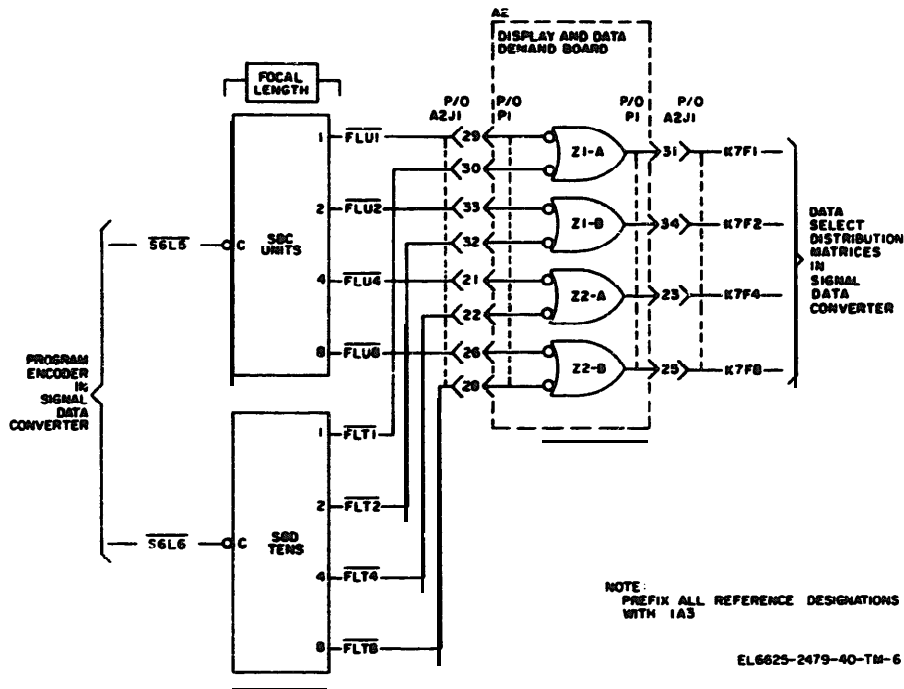 A2
DISPLAY AND DATA
DEMAND BOARD
FOCAL
LENGTH
P/O
A2J1
P/O
P1
P/O
P1
P/O
A2J1
1
FLU1
29
Z1-A
31
K7F1
30
2
FLU2
33
Z1-B
34
K7F2
32
S6L5
C
S8C
UNITS
4
FLU4
21
Z2-A
23
K7F4
22
8
FLU8
26
Z2-B
25
K7F8
28
DATA
SELECT
DISTRIBUTION
MATRICES
IN
SIGNAL
DATA
CONVERTER
PROGRAM
ENCODER
IN
SIGNAL
DATA
CONVERTER
1
FLT1
2
FLT2
S6L6
C
S8D
TENS
4
FLT4
8
FLT8
NOTE:
PREFIX ALL REFERENCE DESIGNATIONS
WITH 1A3
EL6625-2479-40-TM-6